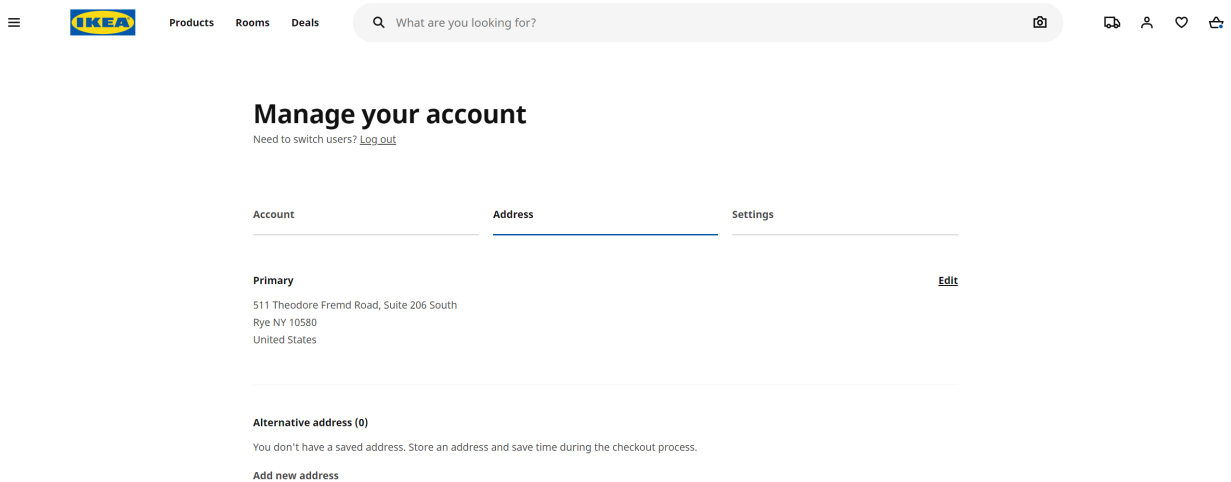 IKEA
Products
Rooms
Deals
What are you looking for?
Manage your account
Need to switch users? Log out
Account
Address
Settings
Primary
Edit
511 Theodore Fremd Road, Suite 206 South
Rye NY 10580
United States
Alternative address (0)
You don't have a saved address. Store an address and save time during the checkout process.
Add new address